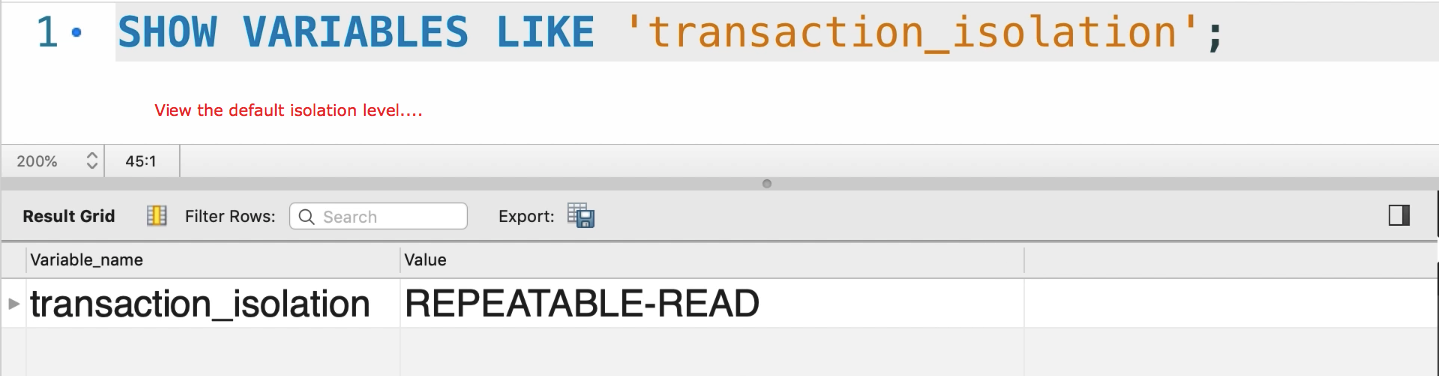 1 SHOW VARIABLES LIKE 'transaction_isolation';
View the default isolation level....
200% 45:1
Result Grid Filter Rows: Search Export:
Variable_name Value
transaction_isolation REPEATABLE-READ